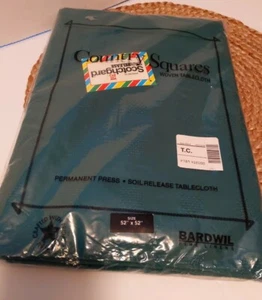 Country Squares
WOVEN TABLECLOTH
Scotchgard
T.C.
PERMANENT PRESS • SOIL RELEASE TABLECLOTH
SIZE
52" x 52"
BARDWIL